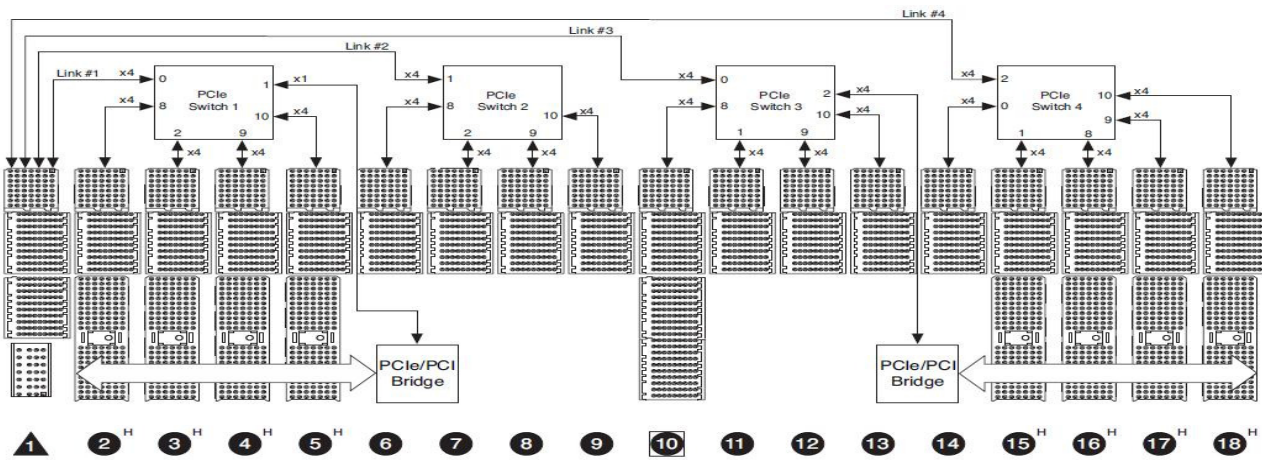 Link #4
Link #3
Link #2
Link #1 x4 0 PCIe Switch 1 1 x1
x4 8 10 x4
2 9
x4 x4
x4 1 PCIe Switch 2
x4 8 10 x4
2 9
x4 x4
x4 0 PCIe Switch 3 2 x4
x4 8 10 x4
1 9
x4 x4
x4 2 PCIe Switch 4 10 x4
x4 0 9 x4
1 8
x4 x4
PCIe/PCI
Bridge
PCIe/PCI
Bridge
1 2 H 3 H 4 H 5 H 6 7 8 9 10 11 12 13 14 15 H 16 H 17 H 18 H